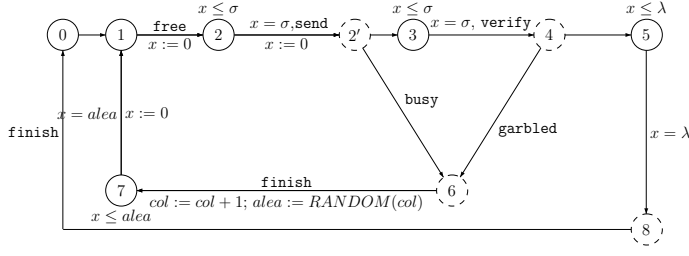 x ≤ σ
x ≤ σ
x ≤ λ
free
x = σ,send
x = σ, verify
0
1
2
2′
3
4
5
x := 0
x := 0
busy
x = alea
x := 0
garbled
finish
x = λ
finish
7
6
col := col + 1; alea := RANDOM(col)
x ≤ alea
8